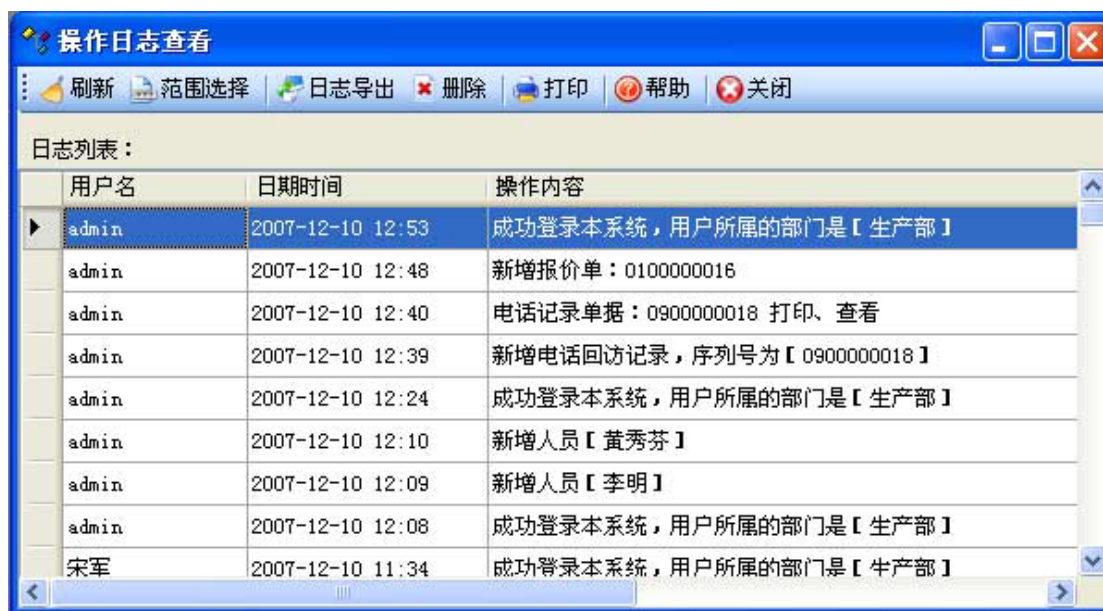 操作日志查看
刷新 范围选择 日志导出 删除 打印 帮助 关闭
日志列表：
用户名 日期时间 操作内容
admin 2007-12-10 12:53 成功登录本系统，用户所属的部门是【生产部】
admin 2007-12-10 12:48 新增报价单：0100000016
admin 2007-12-10 12:40 电话记录单据：0900000018 打印、查看
admin 2007-12-10 12:39 新增电话回访记录，序列号为【0900000018】
admin 2007-12-10 12:24 成功登录本系统，用户所属的部门是【生产部】
admin 2007-12-10 12:10 新增人员【黄秀芬】
admin 2007-12-10 12:09 新增人员【李明】
admin 2007-12-10 12:08 成功登录本系统，用户所属的部门是【生产部】
宋军 2007-12-10 11:34 成功登录本系统，用户所属的部门是【生产部】